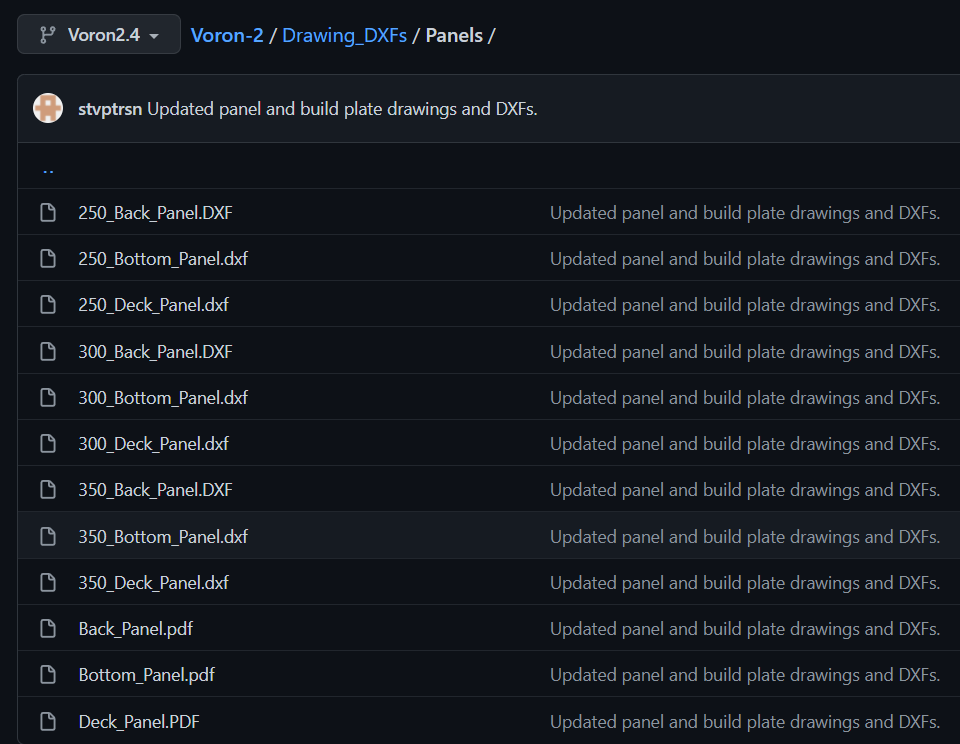 Voron2.4 Voron-2 / Drawing_DXFs / Panels /
stvptrsn Updated panel and build plate drawings and DXFs.
..
250_Back_Panel.DXF Updated panel and build plate drawings and DXFs.
250_Bottom_Panel.dxf Updated panel and build plate drawings and DXFs.
250_Deck_Panel.dxf Updated panel and build plate drawings and DXFs.
300_Back_Panel.DXF Updated panel and build plate drawings and DXFs.
300_Bottom_Panel.dxf Updated panel and build plate drawings and DXFs.
300_Deck_Panel.dxf Updated panel and build plate drawings and DXFs.
350_Back_Panel.DXF Updated panel and build plate drawings and DXFs.
350_Bottom_Panel.dxf Updated panel and build plate drawings and DXFs.
350_Deck_Panel.dxf Updated panel and build plate drawings and DXFs.
Back_Panel.pdf Updated panel and build plate drawings and DXFs.
Bottom_Panel.pdf Updated panel and build plate drawings and DXFs.
Deck_Panel.PDF Updated panel and build plate drawings and DXFs.